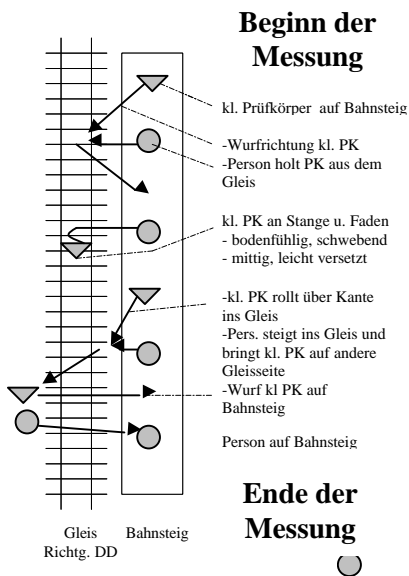 Beginn der
Messung
kl. Prüfkörper auf Bahnsteig
-Wurfrichtung kl. PK
-Person holt PK aus dem
Gleis
kl. PK an Stange u. Faden
- bodenfühlig, schwebend
- mittig, leicht versetzt
-kl. PK rollt über Kante
ins Gleis
-Pers. steigt ins Gleis und
bringt kl. PK auf andere
Gleisseite
-Wurf kl PK auf
Bahnsteig
Person auf Bahnsteig
Ende der
Messung
Gleis Bahnsteig
Richtg. DD